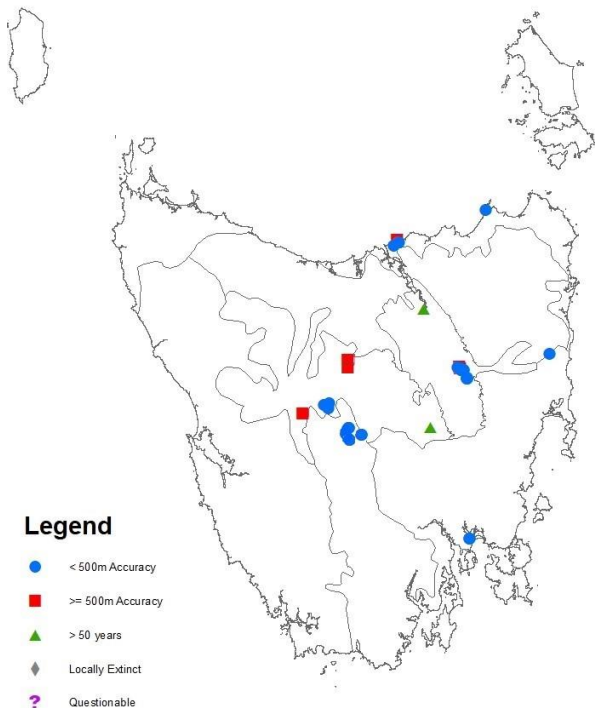 Legend
< 500m Accuracy
>= 500m Accuracy
> 50 years
Locally Extinct
? Questionable